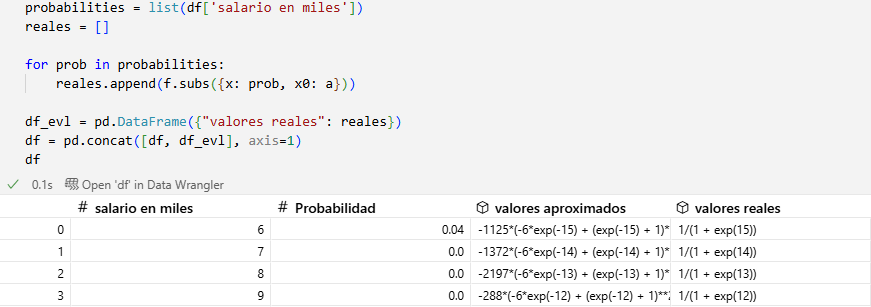 probabilities = list(df['salario en miles'])
reales = []
for prob in probabilities:
    reales.append(f.subs({x: prob, x0: a}))
df_evl = pd.DataFrame({"valores reales": reales})
df = pd.concat([df, df_evl], axis=1)
df
0.1s Open 'df' in Data Wrangler
# salario en miles # Probabilidad valores aproximados valores reales
0 6 0.04 -1125*(-6*exp(-15) + (exp(-15) + 1)* 1/(1 + exp(15))
1 7 0.0 -1372*(-6*exp(-14) + (exp(-14) + 1)* 1/(1 + exp(14))
2 8 0.0 -2197*(-6*exp(-13) + (exp(-13) + 1)* 1/(1 + exp(13))
3 9 0.0 -288*(-6*exp(-12) + (exp(-12) + 1)** 1/(1 + exp(12))